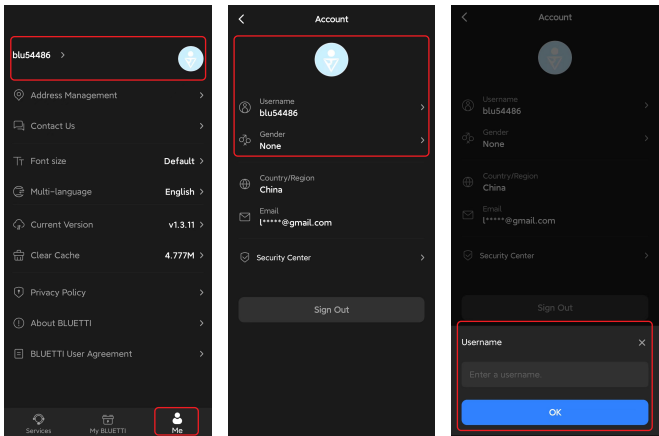 blu54486
Address Management
Contact Us
Font size Default
Multi-language English
Current Version v1.3.11
Clear Cache 4.777M
Privacy Policy
About BLUETTI
BLUETTI User Agreement
Services My BLUETTI Me
Account
Username
blu54486
Gender
None
Country/Region
China
Email
l*****@gmail.com
Security Center
Sign Out
Account
Username
blu54486
Gender
None
Country/Region
China
Email
l*****@gmail.com
Security Center
Sign Out
Username
Enter a username.
OK